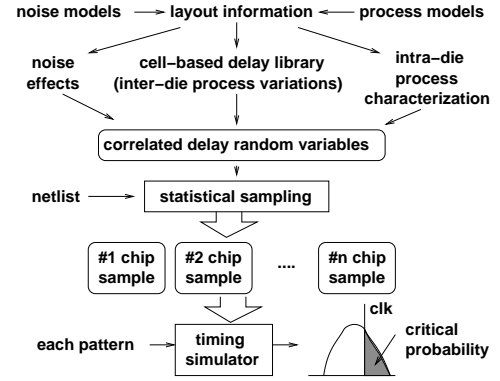 noise models layout information process models
noise effects
cell−based delay library
(inter−die process variations)
intra−die process characterization
correlated delay random variables
netlist
statistical sampling
#1 chip sample
#2 chip sample
....
#n chip sample
each pattern
timing simulator
clk
critical probability